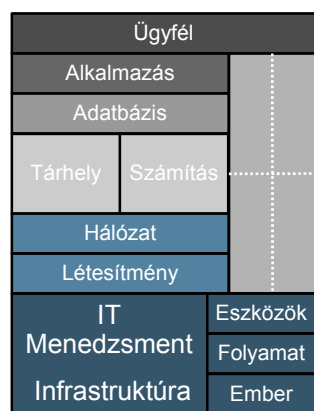 Ügyfél
Alkalmazás
Adatbázis
Tárhely
Számítás
Hálózat
Létesítmény
IT
Menedzsment
Infrastruktúra
Eszközök
Folyamat
Ember